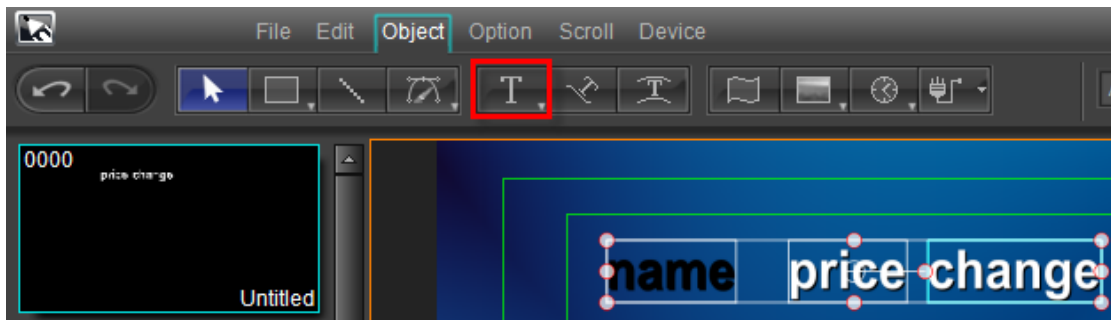 File Edit Object Option Scroll Device
T T
0000
price change
Untitled
name price change